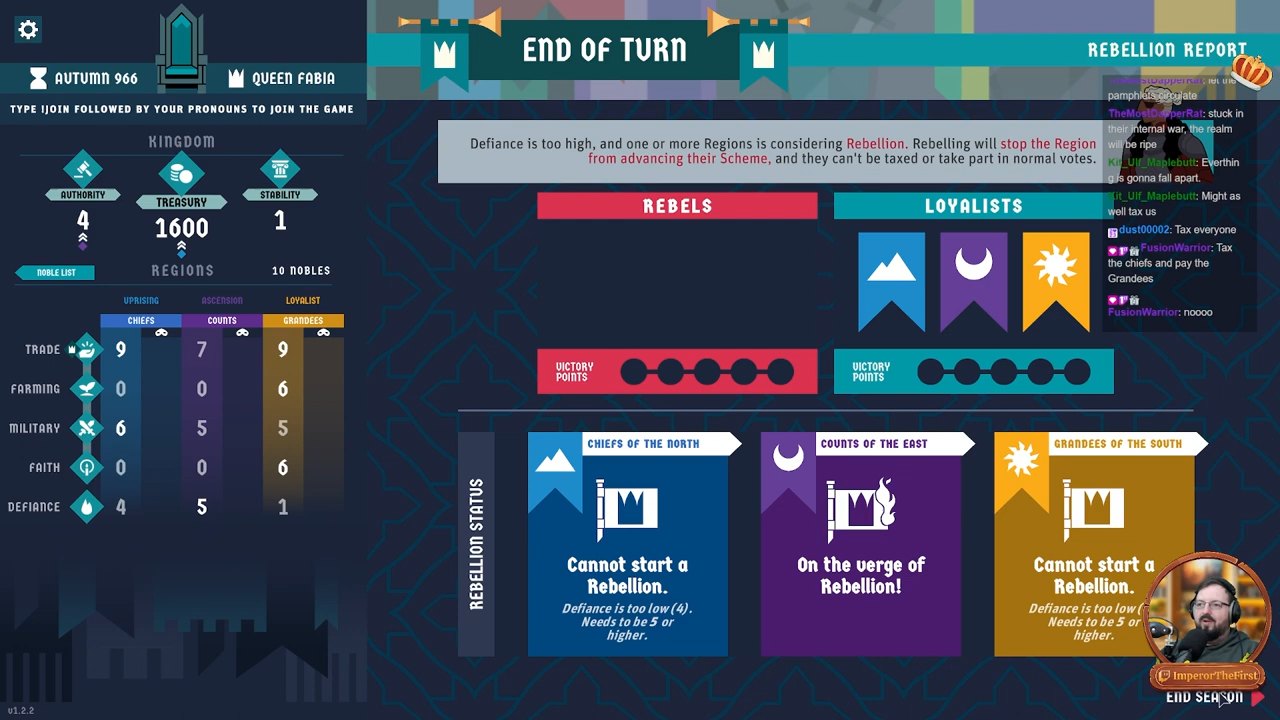 END OF TURN
REBELLION REPORT
AUTUMN 966
QUEEN FABIA
TYPE !JOIN FOLLOWED BY YOUR PRONOUNS TO JOIN THE GAME
KINGDOM
AUTHORITY
TREASURY
STABILITY
4
1600
1
NOBLE LIST
REGIONS
10 NOBLES
UPRISING
ASCENSION
LOYALIST
CHIEFS
COUNTS
GRANDEES
TRADE 9 7 9
FARMING 0 0 6
MILITARY 6 5 5
FAITH 0 0 6
DEFIANCE 4 5 1
v1.2.2
Defiance is too high, and one or more Regions is considering Rebellion. Rebelling will stop the Region
from advancing their Scheme, and they can't be taxed or take part in normal votes.
REBELS
LOYALISTS
VICTORY
POINTS
VICTORY
POINTS
REBELLION STATUS
CHIEFS OF THE NORTH
Cannot start a
Rebellion.
Defiance is too low (4).
Needs to be 5 or
higher.
COUNTS OF THE EAST
On the verge of
Rebellion!
GRANDEES OF THE SOUTH
Cannot start a
Rebellion.
Defiance is too low (
Needs to be 5 or
higher.
TheMostDapperRat: let the
pamphlets circulate
TheMostDapperRat: stuck in
their internal war, the realm
will be ripe
Kit_Ulf_Maplebutt: Everthin
g is gonna fall apart.
Kit_Ulf_Maplebutt: Might as
well tax us
dust00002: Tax everyone
FusionWarrior: Tax
the chiefs and pay the
Grandees
FusionWarrior: noooo
ImperorTheFirst
END SEASON